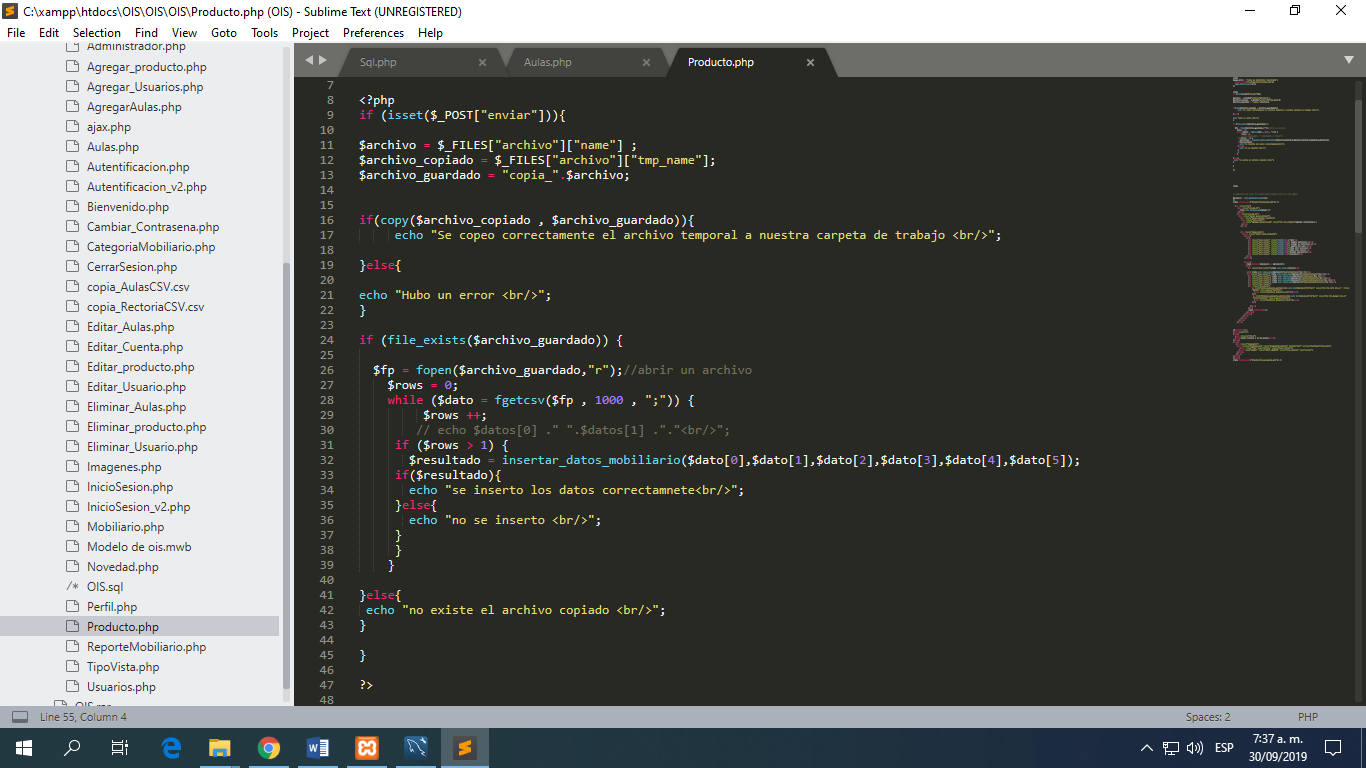 C:\xampp\htdocs\OIS\OIS\OIS\Producto.php (OIS) - Sublime Text (UNREGISTERED)
File Edit Selection Find View Goto Tools Project Preferences Help
Administrador.php
Agregar_producto.php
Agregar_Usuarios.php
AgregarAulas.php
ajax.php
Aulas.php
Autentificacion.php
Autentificacion_v2.php
Bienvenido.php
Cambiar_Contrasena.php
CategoriaMobiliario.php
CerrarSesion.php
copia_AulasCSV.csv
copia_RectoriaCSV.csv
Editar_Aulas.php
Editar_Cuenta.php
Editar_producto.php
Editar_Usuario.php
Eliminar_Aulas.php
Eliminar_producto.php
Eliminar_Usuario.php
Imagenes.php
InicioSesion.php
InicioSesion_v2.php
Mobiliario.php
Modelo de ois.mwb
Novedad.php
/* OIS.sql
Perfil.php
Producto.php
ReporteMobiliario.php
TipoVista.php
Usuarios.php
Sql.php Aulas.php Producto.php
7
8 <?php
9 if (isset($_POST["enviar"])){
10
11 $archivo = $_FILES["archivo"]["name"] ;
12 $archivo_copiado = $_FILES["archivo"]["tmp_name"];
13 $archivo_guardado = "copia_".$archivo;
14
15
16 if(copy($archivo_copiado , $archivo_guardado)){
17 echo "Se copeo correctamente el archivo temporal a nuestra carpeta de trabajo <br/>";
18
19 }else{
20
21 echo "Hubo un error <br/>";
22 }
23
24 if (file_exists($archivo_guardado)) {
25
26 $fp = fopen($archivo_guardado,"r");//abrir un archivo
27 $rows = 0;
28 while ($dato = fgetcsv($fp , 1000 , ";")) {
29 $rows ++;
30 // echo $datos[0] ." ".$datos[1] ."."<br/>";
31 if ($rows > 1) {
32 $resultado = insertar_datos_mobiliario($dato[0],$dato[1],$dato[2],$dato[3],$dato[4],$dato[5]);
33 if($resultado){
34 echo "se inserto los datos correctamnete<br/>";
35 }else{
36 echo "no se inserto <br/>";
37 }
38 }
39 }
40
41 }else{
42 echo "no existe el archivo copiado <br/>";
43 }
44
45 }
46
47 ?>
48
Line 55, Column 4 Spaces: 2 PHP
ESP 7:37 a. m.
30/09/2019